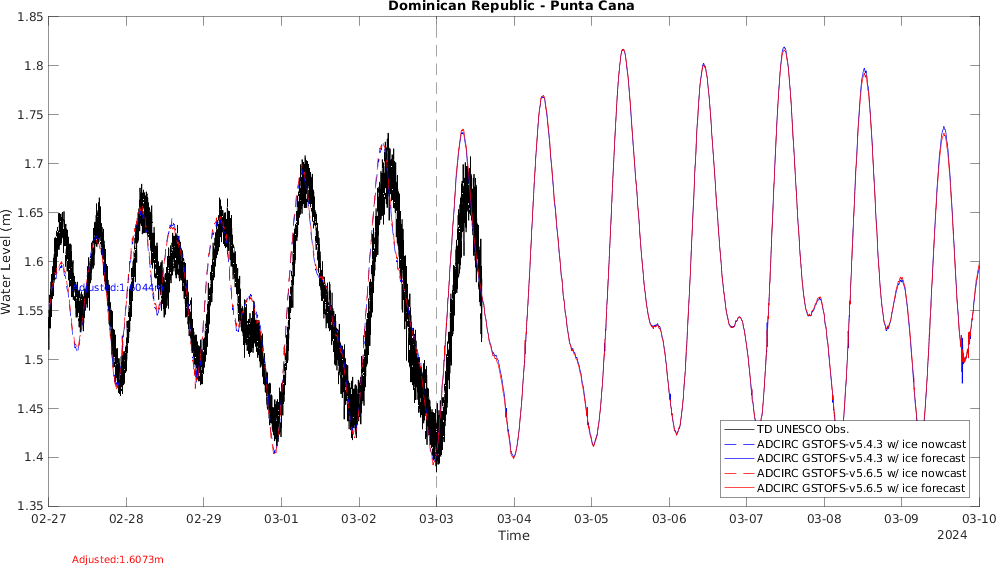 Dominican Republic - Punta Cana
Water Level (m)
1.85
1.8
1.75
1.7
1.65
1.6
1.55
1.5
1.45
1.4
1.35
Adjusted:1.6044m
TD UNESCO Obs.
ADCIRC GSTOFS-v5.4.3 w/ ice nowcast
ADCIRC GSTOFS-v5.4.3 w/ ice forecast
ADCIRC GSTOFS-v5.6.5 w/ ice nowcast
ADCIRC GSTOFS-v5.6.5 w/ ice forecast
02-27 02-28 02-29 03-01 03-02 03-03 03-04 03-05 03-06 03-07 03-08 03-09 03-10
Time
2024
Adjusted:1.6073m